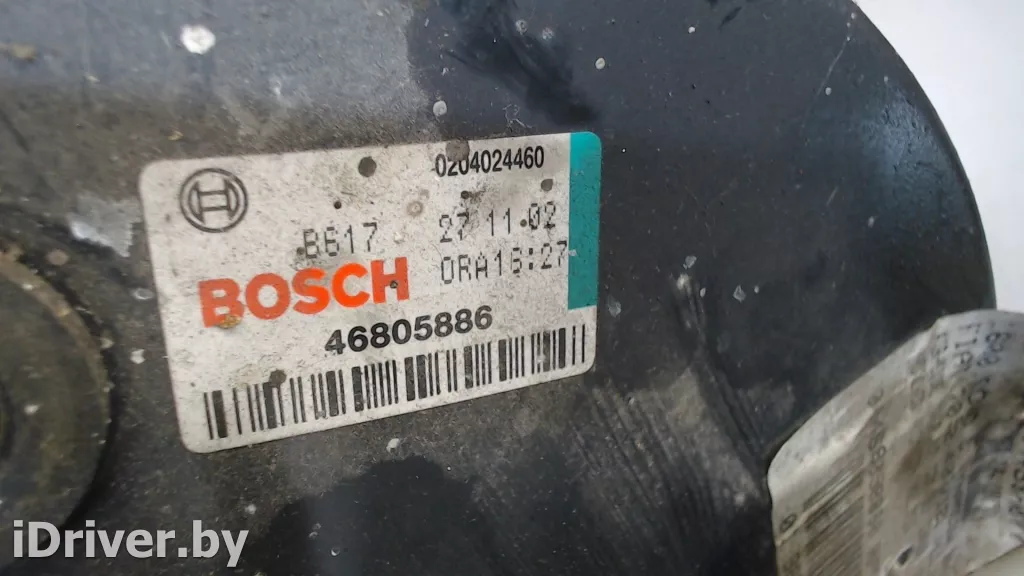 0204024460
B617 27 11-02
BOSCH ORA16:27
46805886
iDriver.by